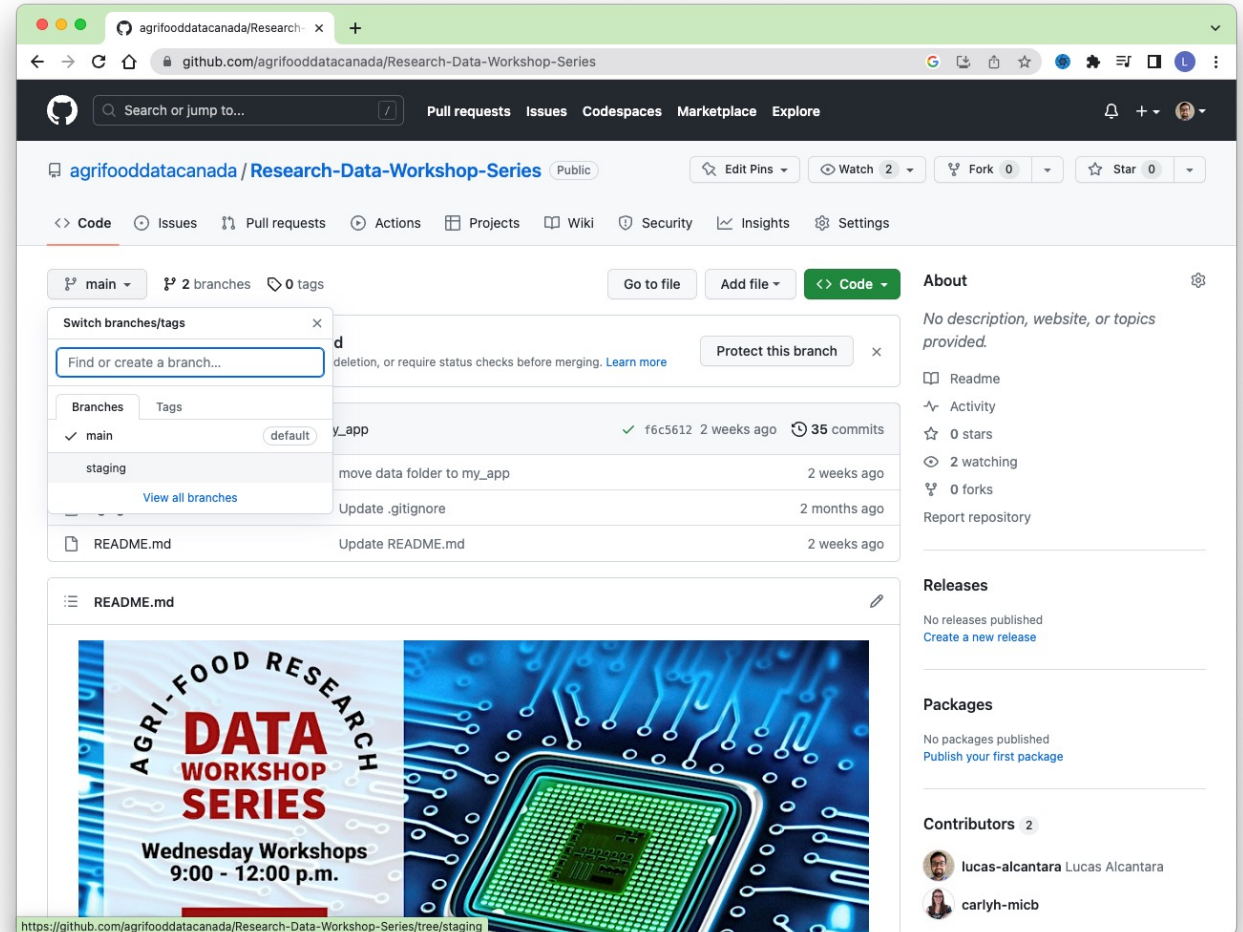 agrifooddatacanada/Research-
github.com/agrifooddatacanada/Research-Data-Workshop-Series
L
Search or jump to...
/
Pull requests Issues Codespaces Marketplace Explore
agrifooddatacanada / Research-Data-Workshop-Series Public
Edit Pins Watch 2 Fork 0 Star 0
Code Issues Pull requests Actions Projects Wiki Security Insights Settings
main 2 branches 0 tags Go to file Add file Code
Switch branches/tags
Find or create a branch...
Branches Tags
main default
staging
View all branches
d
deletion, or require status checks before merging. Learn more
Protect this branch
y_app f6c5612 2 weeks ago 35 commits
move data folder to my_app 2 weeks ago
Update .gitignore 2 months ago
README.md Update README.md 2 weeks ago
README.md
AGRI-FOOD RESEARCH
DATA
WORKSHOP
SERIES
Wednesday Workshops
9:00 - 12:00 p.m.
About
No description, website, or topics
provided.
Readme
Activity
0 stars
2 watching
0 forks
Report repository
Releases
No releases published
Create a new release
Packages
No packages published
Publish your first package
Contributors 2
lucas-alcantara Lucas Alcantara
carlyh-micb
https://github.com/agrifooddatacanada/Research-Data-Workshop-Series/tree/staging